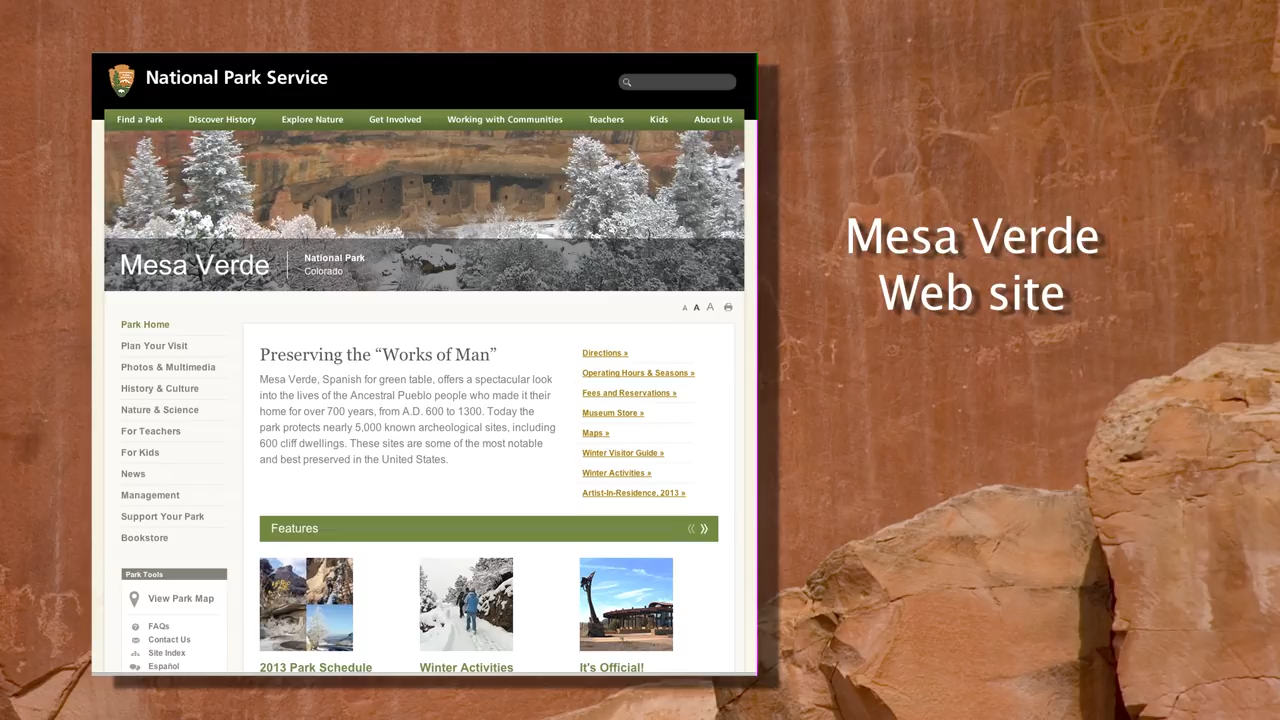 National Park Service
Find a Park Discover History Explore Nature Get Involved Working with Communities Teachers Kids About Us
Mesa Verde
National Park
Colorado
A A A
Park Home
Plan Your Visit
Photos & Multimedia
History & Culture
Nature & Science
For Teachers
For Kids
News
Management
Support Your Park
Bookstore
Park Tools
View Park Map
FAQs
Contact Us
Site Index
Español
Preserving the “Works of Man”
Mesa Verde, Spanish for green table, offers a spectacular look
into the lives of the Ancestral Pueblo people who made it their
home for over 700 years, from A.D. 600 to 1300. Today the
park protects nearly 5,000 known archeological sites, including
600 cliff dwellings. These sites are some of the most notable
and best preserved in the United States.
Directions »
Operating Hours & Seasons »
Fees and Reservations »
Museum Store »
Maps »
Winter Visitor Guide »
Winter Activities »
Artist-In-Residence, 2013 »
Features « »
2013 Park Schedule
Winter Activities
It's Official!
Mesa Verde
Web site